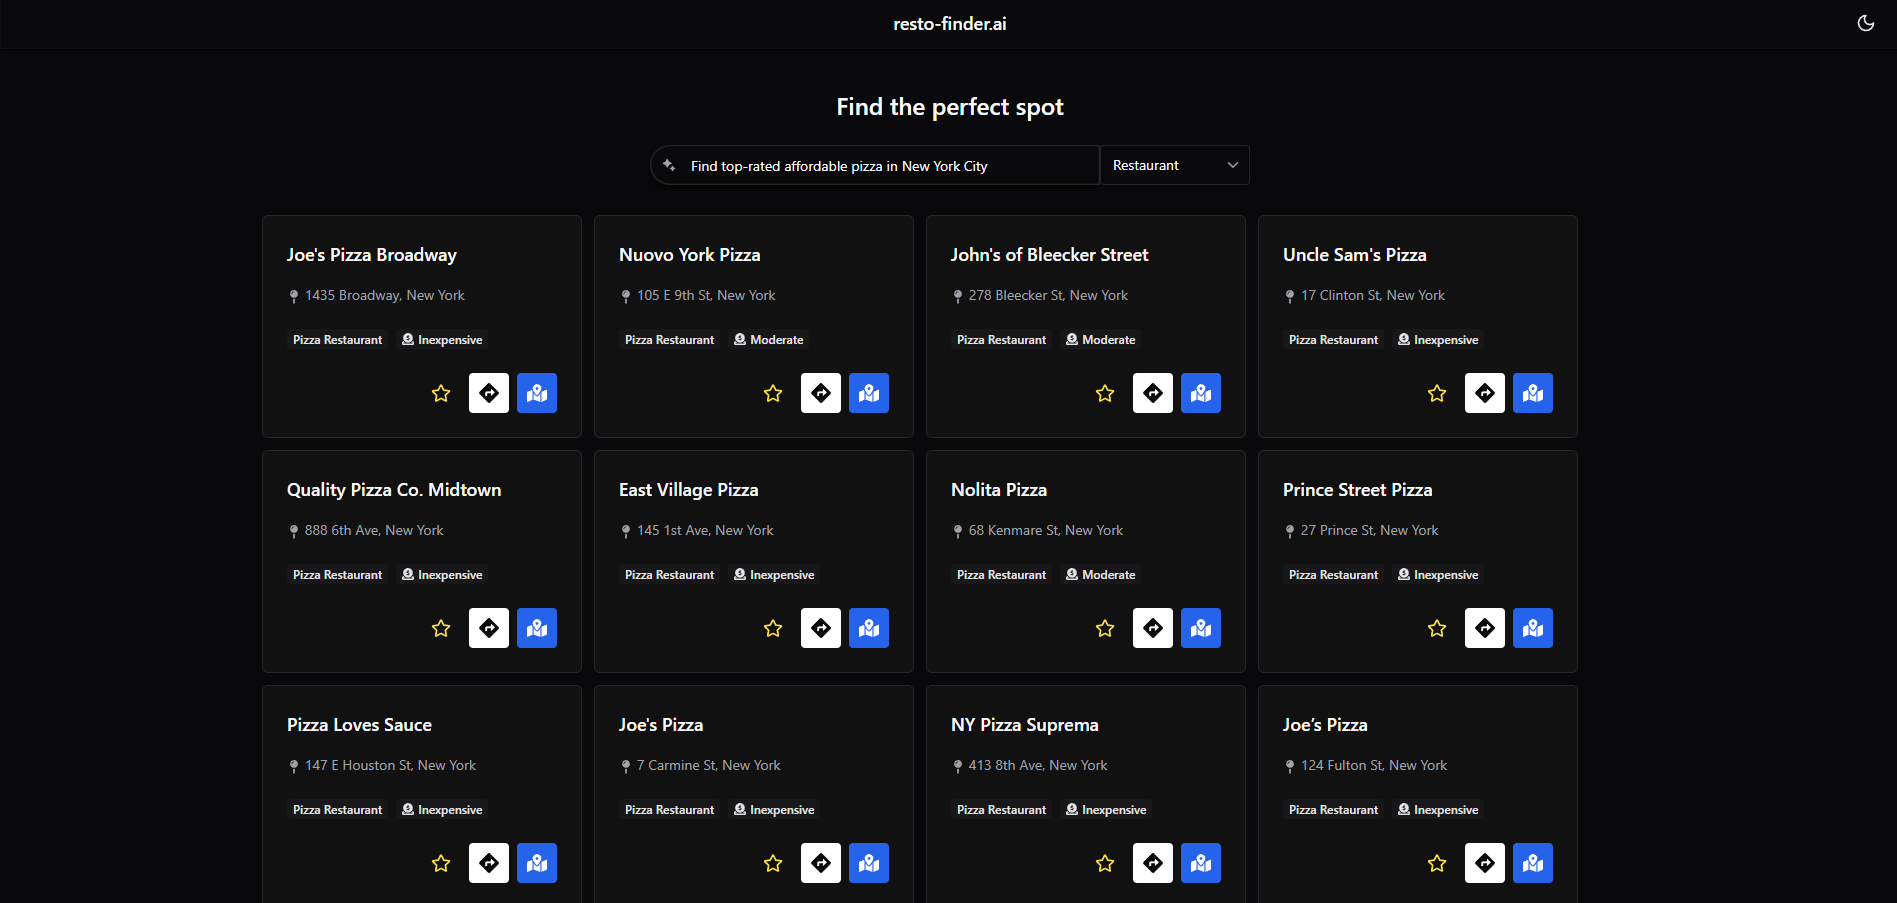 resto-finder.ai
Find the perfect spot
Find top-rated affordable pizza in New York City
Restaurant
Joe's Pizza Broadway
1435 Broadway, New York
Pizza Restaurant
Inexpensive
Nuovo York Pizza
105 E 9th St, New York
Pizza Restaurant
Moderate
John's of Bleecker Street
278 Bleecker St, New York
Pizza Restaurant
Moderate
Uncle Sam's Pizza
17 Clinton St, New York
Pizza Restaurant
Inexpensive
Quality Pizza Co. Midtown
888 6th Ave, New York
Pizza Restaurant
Inexpensive
East Village Pizza
145 1st Ave, New York
Pizza Restaurant
Inexpensive
Nolita Pizza
68 Kenmare St, New York
Pizza Restaurant
Moderate
Prince Street Pizza
27 Prince St, New York
Pizza Restaurant
Inexpensive
Pizza Loves Sauce
147 E Houston St, New York
Pizza Restaurant
Inexpensive
Joe's Pizza
7 Carmine St, New York
Pizza Restaurant
Inexpensive
NY Pizza Suprema
413 8th Ave, New York
Pizza Restaurant
Inexpensive
Joe’s Pizza
124 Fulton St, New York
Pizza Restaurant
Inexpensive